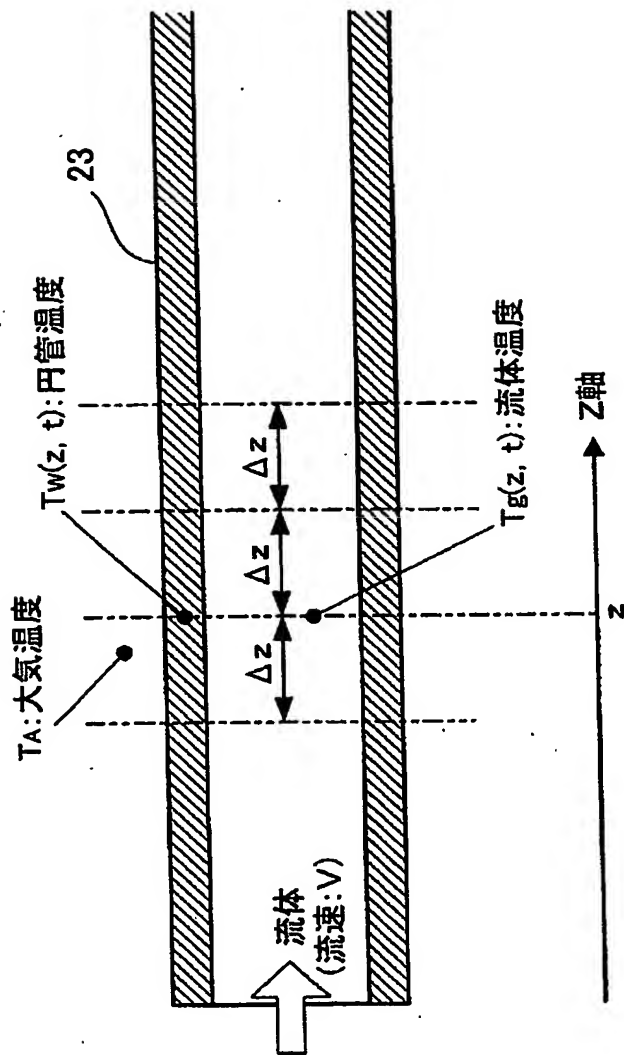 TA:大気温度
Tw(z, t):円管温度
23
Δz
Δz
Δz
流体
(流速:V)
Tg(z, t):流体温度
z
Z軸